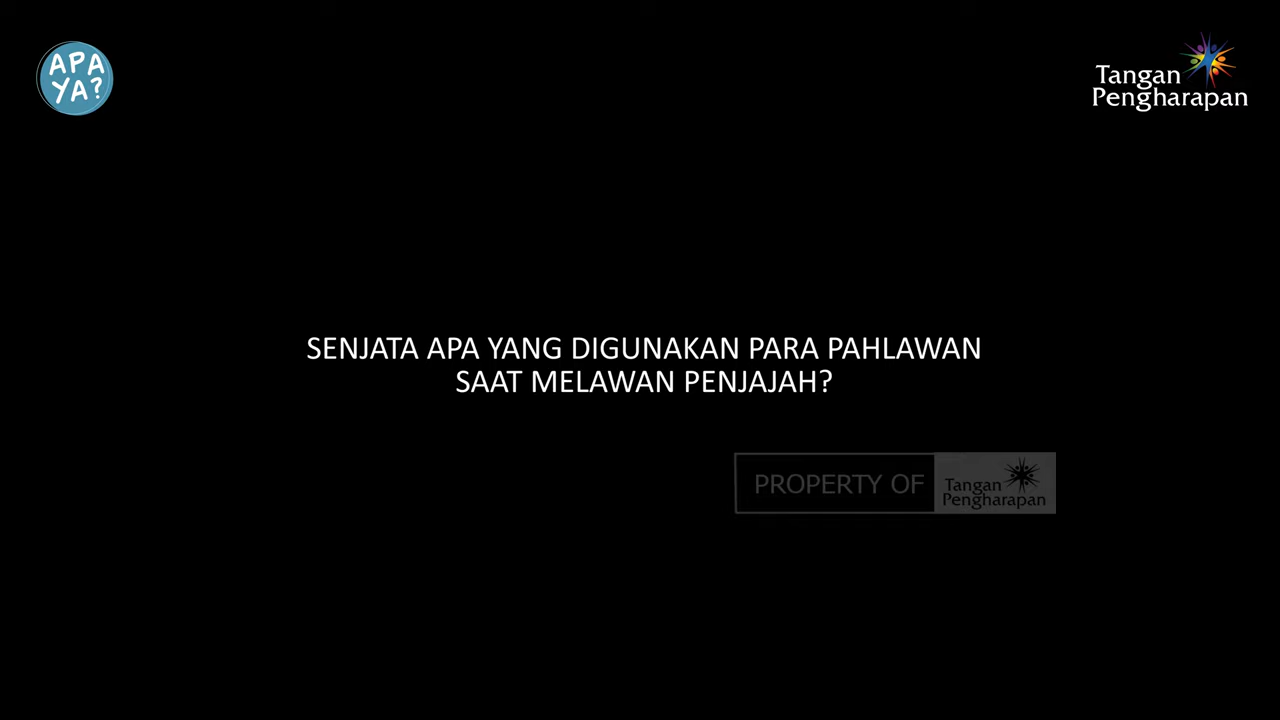 APA
YA?
Tangan
Pengharapan
SENJATA APA YANG DIGUNAKAN PARA PAHLAWAN
SAAT MELAWAN PENJAJAH?
PROPERTY OF
Tangan
Pengharapan